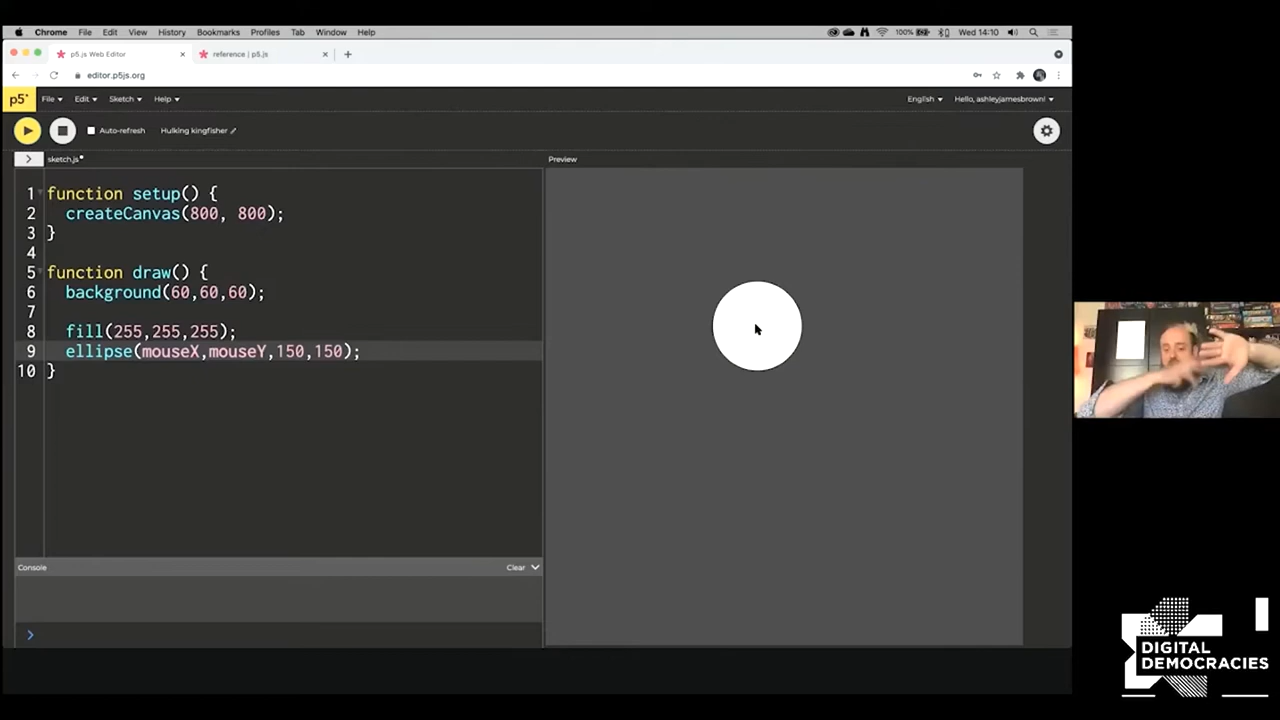 Chrome File Edit View History Bookmarks Profiles Tab Window Help 100% Wed 14:10
p5.js Web Editor × reference | p5.js × +
editor.p5js.org
p5* File Edit Sketch Help English Hello, ashleyjamesbrown!
Auto-refresh Hulking kingfisher
> sketch.js• Preview
1 function setup() {
2 createCanvas(800, 800);
3 }
4
5 function draw() {
6 background(60,60,60);
7
8 fill(255,255,255);
9 ellipse(mouseX,mouseY,150,150);
10 }
Console Clear
>
DIGITAL
DEMOCRACIES